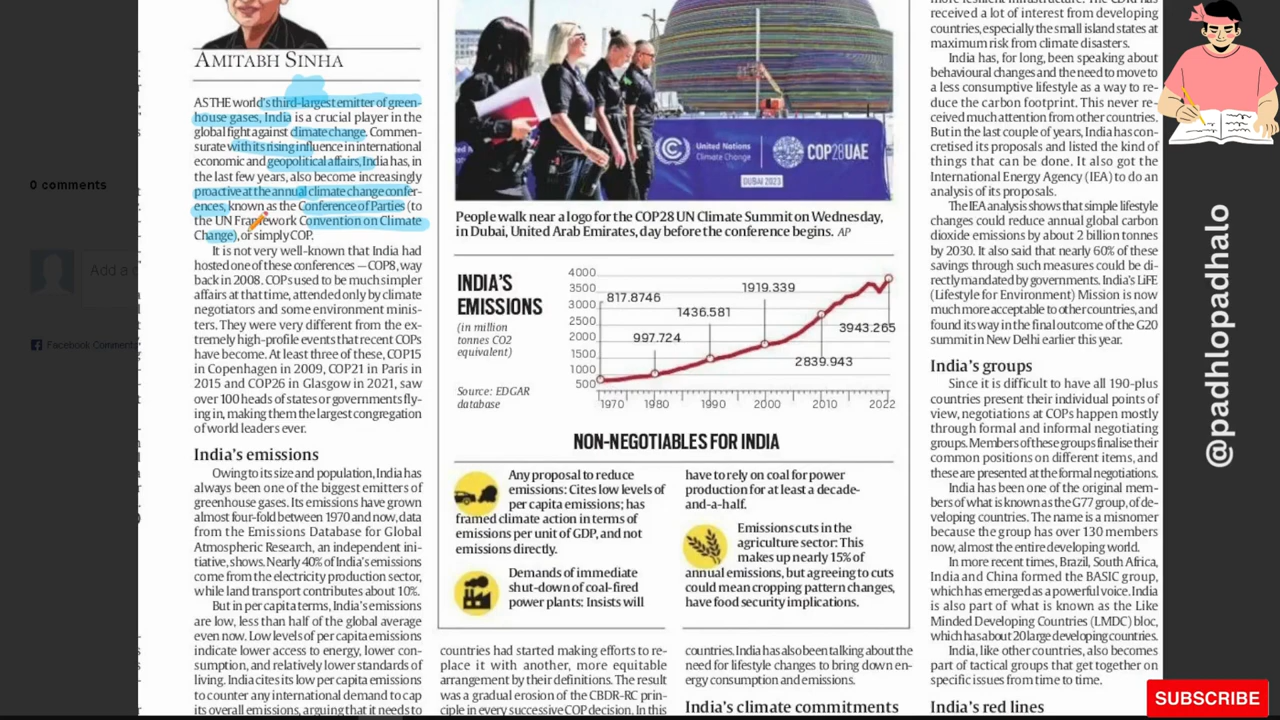 0 comments
Add a c
Facebook Comments
AMITABH SINHA
AS THE world's third-largest emitter of green-
house gases, India is a crucial player in the
global fight against climate change. Commen-
surate with its rising influence in international
economic and geopolitical affairs, India has, in
the last few years, also become increasingly
proactive at the annual climate change confer-
ences, known as the Conference of Parties (to
the UN Framework Convention on Climate
Change), or simply COP.
It is not very well-known that India had
hosted one of these conferences — COP8, way
back in 2008. COPs used to be much simpler
affairs at that time, attended only by climate
negotiators and some environment minis-
ters. They were very different from the ex-
tremely high-profile events that recent COPs
have become. At least three of these, COP15
in Copenhagen in 2009, COP21 in Paris in
2015 and COP26 in Glasgow in 2021, saw
over 100 heads of states or governments fly-
ing in, making them the largest congregation
of world leaders ever.
India's emissions
Owing to its size and population, India has
always been one of the biggest emitters of
greenhouse gases. Its emissions have grown
almost four-fold between 1970 and now, data
from the Emissions Database for Global
Atmospheric Research, an independent ini-
tiative, shows. Nearly 40% of India's emissions
come from the electricity production sector,
while land transport contributes about 10%.
But in per capita terms, India's emissions
are low, less than half of the global average
even now. Low levels of per capita emissions
indicate lower access to energy, lower con-
sumption, and relatively lower standards of
living. India cites its low per capita emissions
to counter any international demand to cap
its overall emissions, arguing that it needs to
United Nations
Climate Change
COP28UAE
DUBAI 2023
People walk near a logo for the COP28 UN Climate Summit on Wednesday,
in Dubai, United Arab Emirates, day before the conference begins. AP
INDIA'S
EMISSIONS
(in million
tonnes CO2
equivalent)
Source: EDGAR
database
4000
3500
3000
2500
2000
1500
1000
500
817.8746
997.724
1436.581
1919.339
2839.943
3943.265
1970 1980 1990 2000 2010 2022
NON-NEGOTIABLES FOR INDIA
Any proposal to reduce
emissions: Cites low levels of
per capita emissions; has
framed climate action in terms of
emissions per unit of GDP, and not
emissions directly.
Demands of immediate
shut-down of coal-fired
power plants: Insists will
have to rely on coal for power
production for at least a decade-
and-a-half.
Emissions cuts in the
agriculture sector: This
makes up nearly 15% of
annual emissions, but agreeing to cuts
could mean cropping pattern changes,
have food security implications.
countries had started making efforts to re-
place it with another, more equitable
arrangement by their definitions. The result
was a gradual erosion of the CBDR-RC prin-
ciple in every successive COP decision. In this
countries. India has also been talking about the
need for lifestyle changes to bring down en-
ergy consumption and emissions.
India's climate commitments
received a lot of interest from developing
countries, especially the small island states at
maximum risk from climate disasters.
India has, for long, been speaking about
behavioural changes and the need to move to
a less consumptive lifestyle as a way to re-
duce the carbon footprint. This never re-
ceived much attention from other countries.
But in the last couple of years, India has con-
cretised its proposals and listed the kind of
things that can be done. It also got the
International Energy Agency (IEA) to do an
analysis of its proposals.
The IEA analysis shows that simple lifestyle
changes could reduce annual global carbon
dioxide emissions by about 2 billion tonnes
by 2030. It also said that nearly 60% of these
savings through such measures could be di-
rectly mandated by governments. India's LiFE
(Lifestyle for Environment) Mission is now
much more acceptable to other countries, and
found its way in the final outcome of the G20
summit in New Delhi earlier this year.
India's groups
Since it is difficult to have all 190-plus
countries present their individual points of
view, negotiations at COPs happen mostly
through formal and informal negotiating
groups. Members of these groups finalise their
common positions on different items, and
these are presented at the formal negotiations.
India has been one of the original mem-
bers of what is known as the G77 group, of de-
veloping countries. The name is a misnomer
because the group has over 130 members
now, almost the entire developing world.
In more recent times, Brazil, South Africa,
India and China formed the BASIC group,
which has emerged as a powerful voice. India
is also part of what is known as the Like
Minded Developing Countries (LMDC) bloc,
which has about 20 large developing countries.
India, like other countries, also becomes
part of tactical groups that get together on
specific issues from time to time.
India's red lines
@padhlopadhalo
SUBSCRIBE